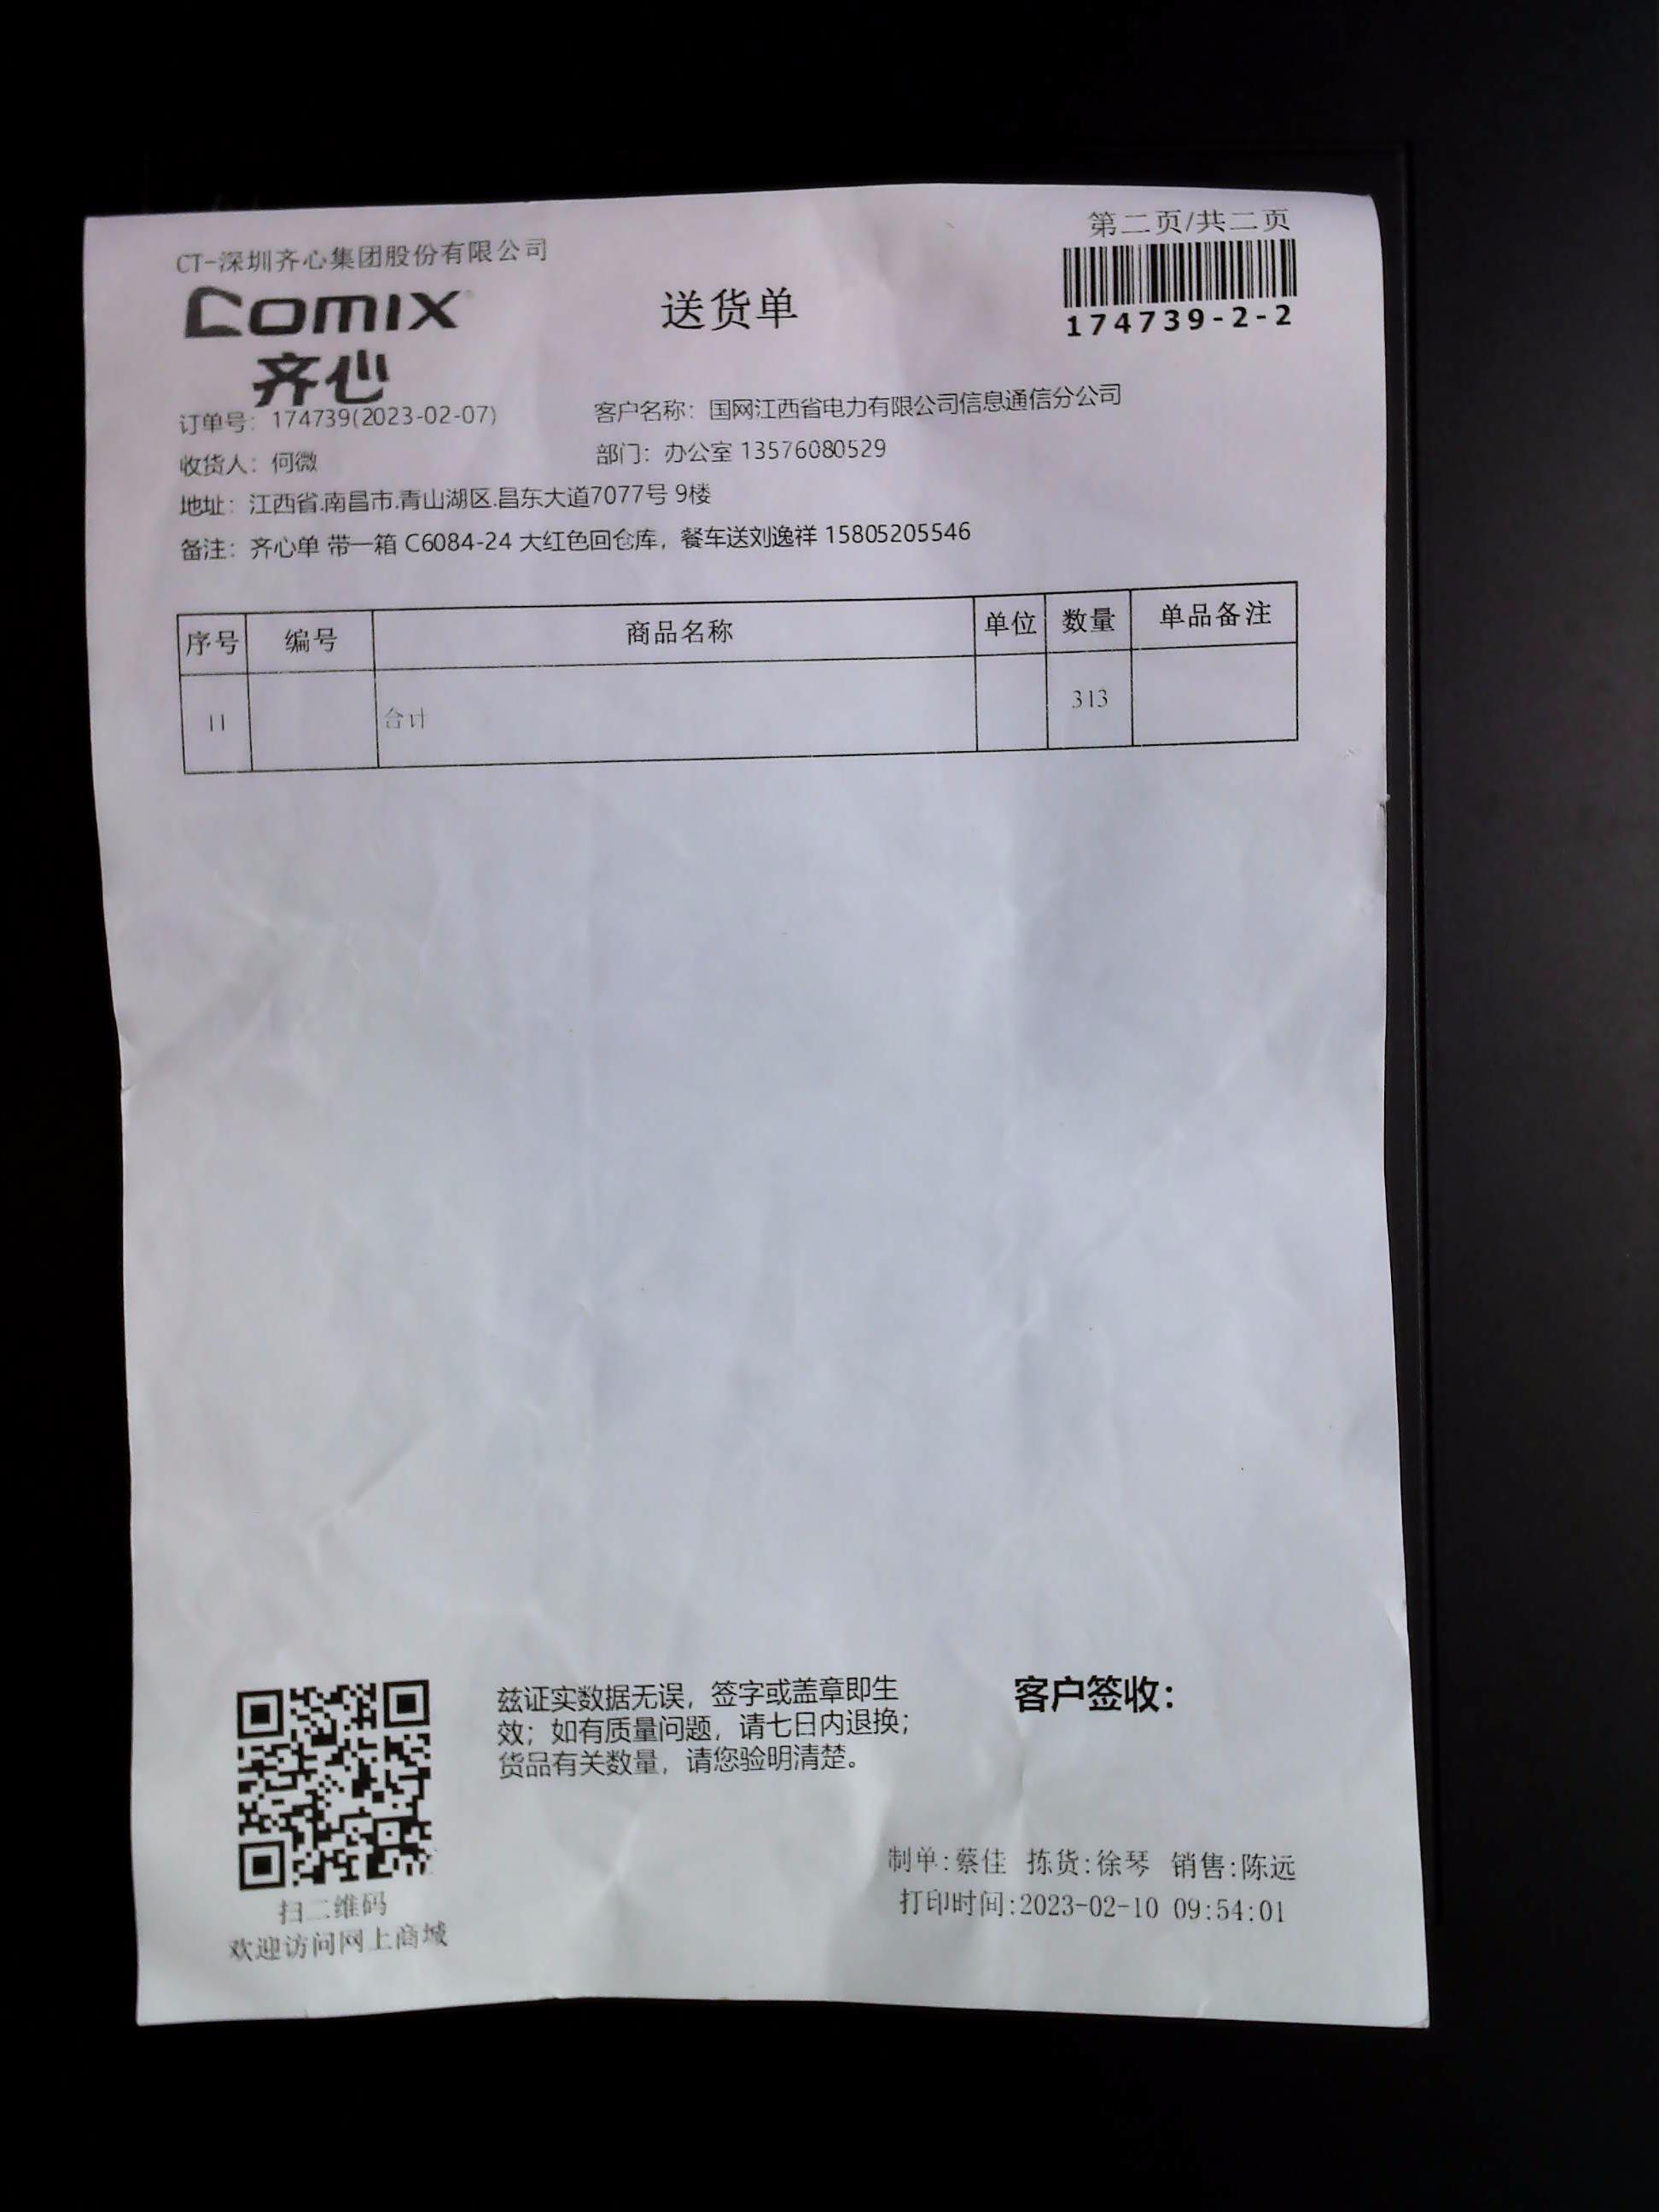 第二页/共二页
CT-深圳齐心集团股份有限公司
comix
齐心
送货单
174739-2-2
订单号：174739(2023-02-07)
客户名称：国网江西省电力有限公司信息通信分公司
收货人：何微
部门：办公室 13576080529
地址：江西省.南昌市.青山湖区.昌东大道7077号 9楼
备注：齐心单 带一箱 C6084-24 大红色回仓库，餐车送刘逸祥 15805205546
序号 编号 商品名称 单位 数量 单品备注
11 合计 313
兹证实数据无误，签字或盖章即生
效；如有质量问题，请七日内退换；
货品有关数量，请您验明清楚。
客户签收：
扫二维码
欢迎访问网上商城
制单:蔡佳 拣货:徐琴 销售:陈远
打印时间:2023-02-10 09:54:01